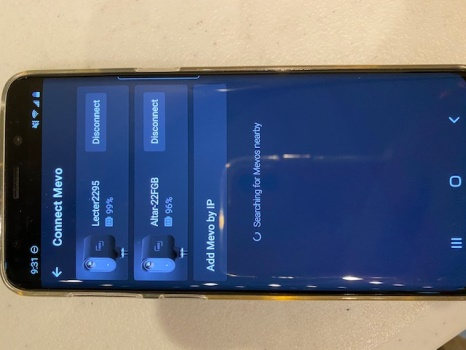 9:31
Connect Mevo
Lecter2295
99%
Disconnect
Altar-22FGB
96%
Disconnect
Add Mevo by IP
Searching for Mevos nearby